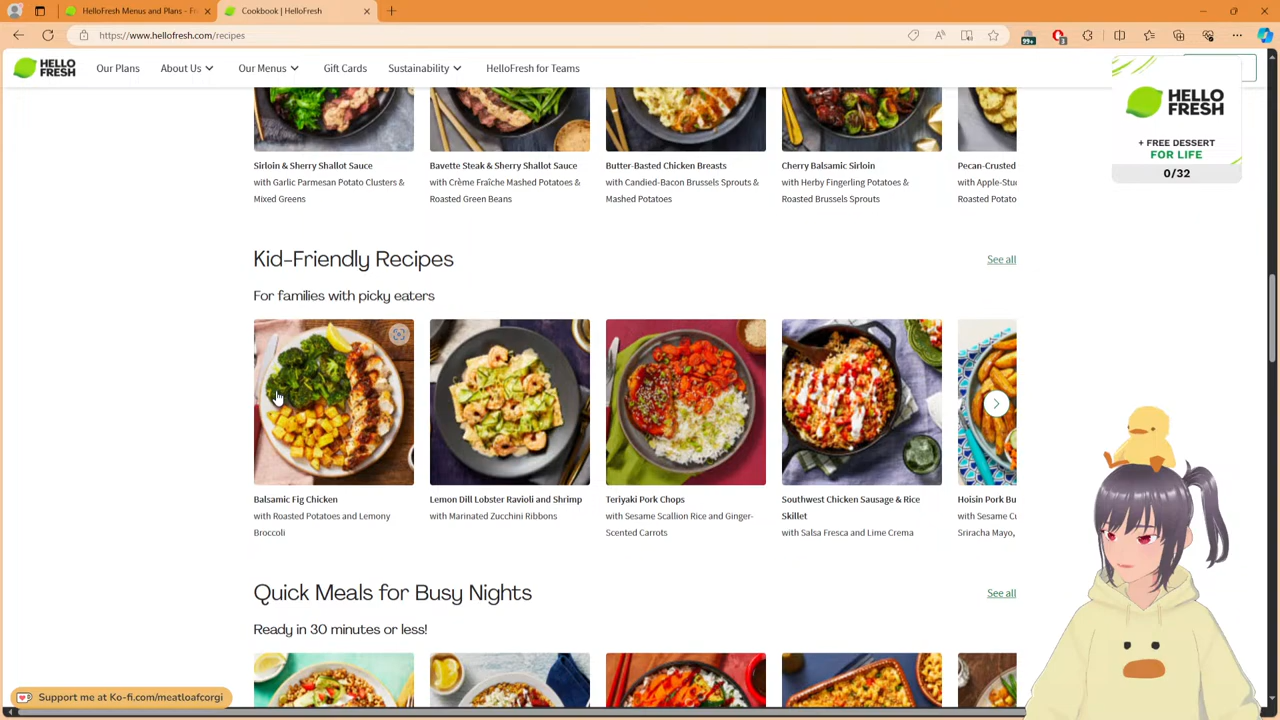 HelloFresh Menus and Plans - Fr
Cookbook | HelloFresh
https://www.hellofresh.com/recipes
99+
3
HELLO
FRESH
Our Plans
About Us
Our Menus
Gift Cards
Sustainability
HelloFresh for Teams
HELLO
FRESH
+ FREE DESSERT
FOR LIFE
0/32
Sirloin & Sherry Shallot Sauce
with Garlic Parmesan Potato Clusters &
Mixed Greens
Bavette Steak & Sherry Shallot Sauce
with Crème Fraîche Mashed Potatoes &
Roasted Green Beans
Butter-Basted Chicken Breasts
with Candied-Bacon Brussels Sprouts &
Mashed Potatoes
Cherry Balsamic Sirloin
with Herby Fingerling Potatoes &
Roasted Brussels Sprouts
Pecan-Crusted
with Apple-Stu
Roasted Potato
Kid-Friendly Recipes
See all
For families with picky eaters
Balsamic Fig Chicken
with Roasted Potatoes and Lemony
Broccoli
Lemon Dill Lobster Ravioli and Shrimp
with Marinated Zucchini Ribbons
Teriyaki Pork Chops
with Sesame Scallion Rice and Ginger-
Scented Carrots
Southwest Chicken Sausage & Rice
Skillet
with Salsa Fresca and Lime Crema
Hoisin Pork Bu
with Sesame Cu
Sriracha Mayo,
Quick Meals for Busy Nights
See all
Ready in 30 minutes or less!
Support me at Ko-fi.com/meatloafcorgi